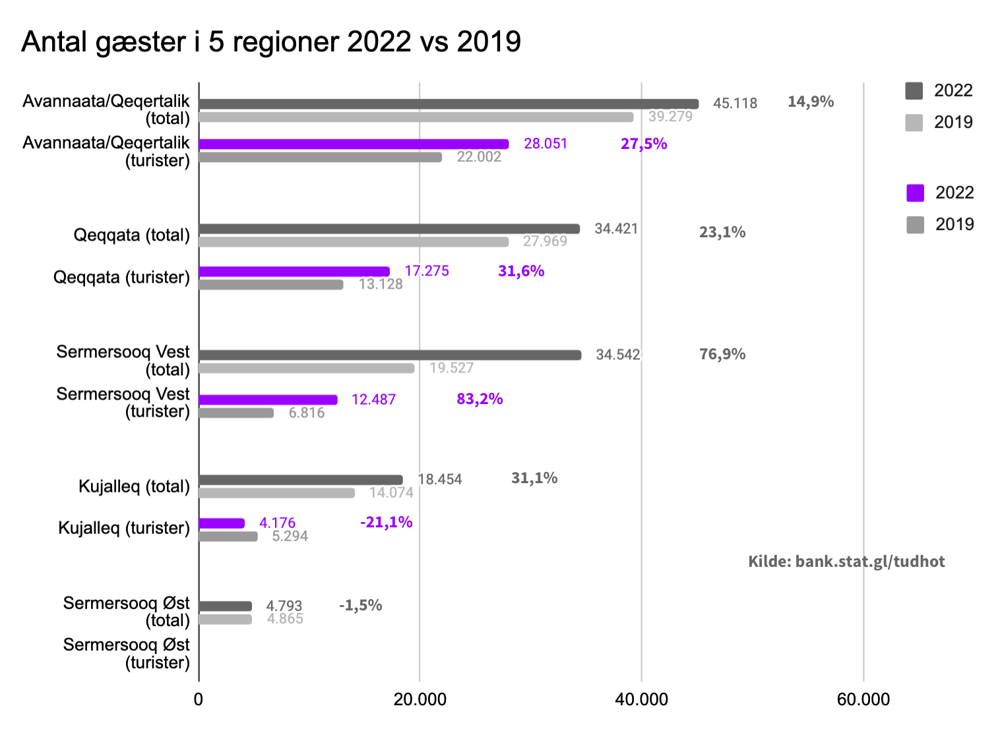 Antal gæster i 5 regioner 2022 vs 2019
2022
2019
2022
2019
Avannaata/Qeqertalik
(total)
45.118 14,9%
39.279
Avannaata/Qeqertalik
(turister)
28.051 27,5%
22.002
Qeqqata (total)
34.421 23,1%
27.969
Qeqqata (turister)
17.275 31,6%
13.128
Sermersooq Vest
(total)
34.542 76,9%
19.527
Sermersooq Vest
(turister)
12.487 83,2%
6.816
Kujalleq (total)
18.454 31,1%
14.074
Kujalleq (turister)
4.176 -21,1%
5.294
Kilde: bank.stat.gl/tudhot
Sermersooq Øst
(total)
4.793 -1,5%
4.865
Sermersooq Øst
(turister)
0 20.000 40.000 60.000